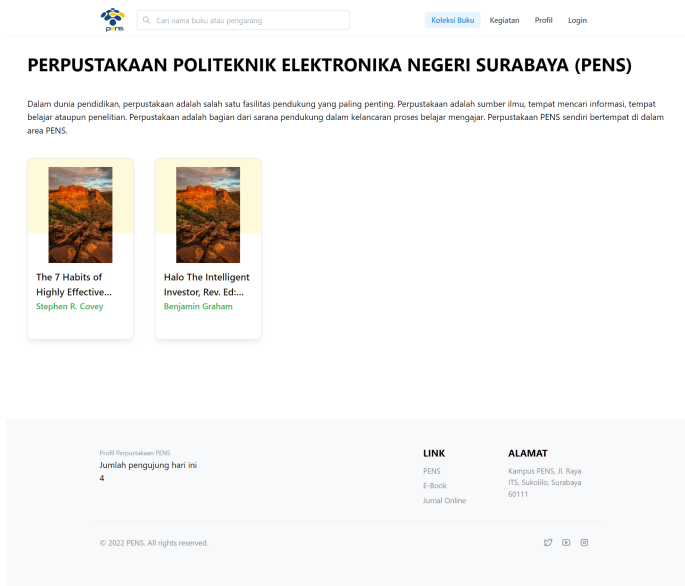 pens
Cari nama buku atau pengarang
Koleksi Buku
Kegiatan
Profil
Login
PERPUSTAKAAN POLITEKNIK ELEKTRONIKA NEGERI SURABAYA (PENS)
Dalam dunia pendidikan, perpustakaan adalah salah satu fasilitas pendukung yang paling penting. Perpustakaan adalah sumber ilmu, tempat mencari informasi, tempat
belajar ataupun penelitian. Perpustakaan adalah bagian dari sarana pendukung dalam kelancaran proses belajar mengajar. Perpustakaan PENS sendiri bertempat di dalam
area PENS.
The 7 Habits of
Highly Effective...
Stephen R. Covey
Halo The Intelligent
Investor, Rev. Ed:...
Benjamin Graham
Profil Perpustakaan PENS
Jumlah pengujung hari ini
4
LINK
PENS
E-Book
Jurnal Online
ALAMAT
Kampus PENS, Jl. Raya
ITS, Sukolilo, Surabaya
60111
© 2022 PENS. All rights reserved.